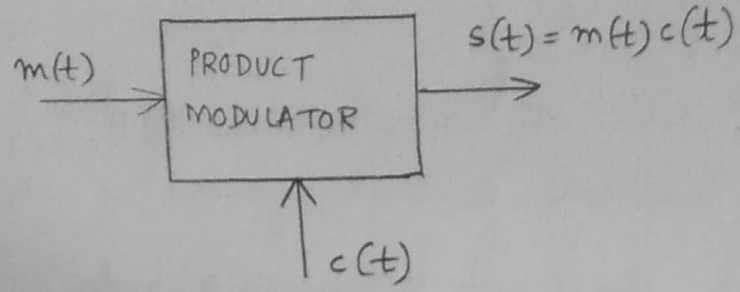 s(t) = m(t) c(t)
m(t)
PRODUCT
MODULATOR
c(t)